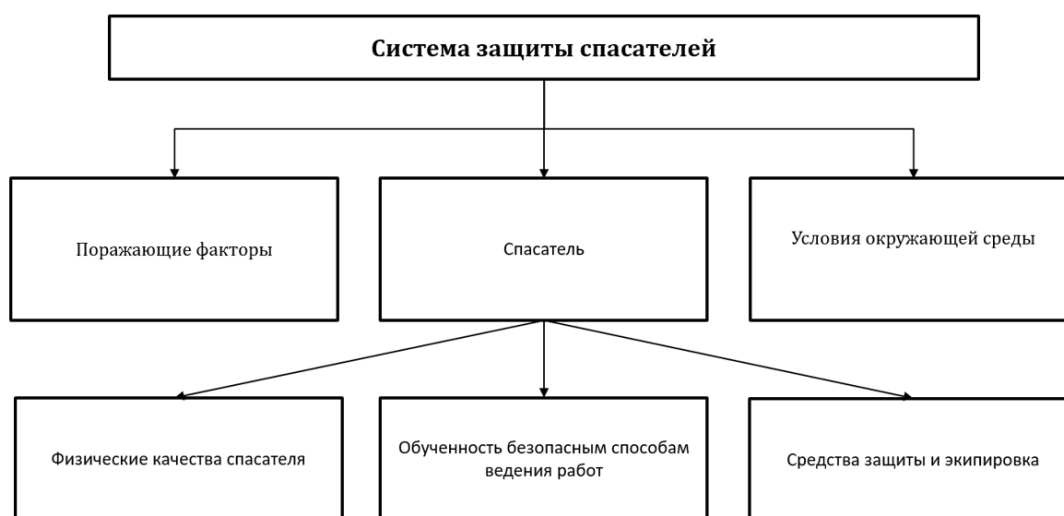 Система защиты спасателей
Поражающие факторы
Спасатель
Условия окружающей среды
Физические качества спасателя
Обученность безопасным способам
ведения работ
Средства защиты и экипировка